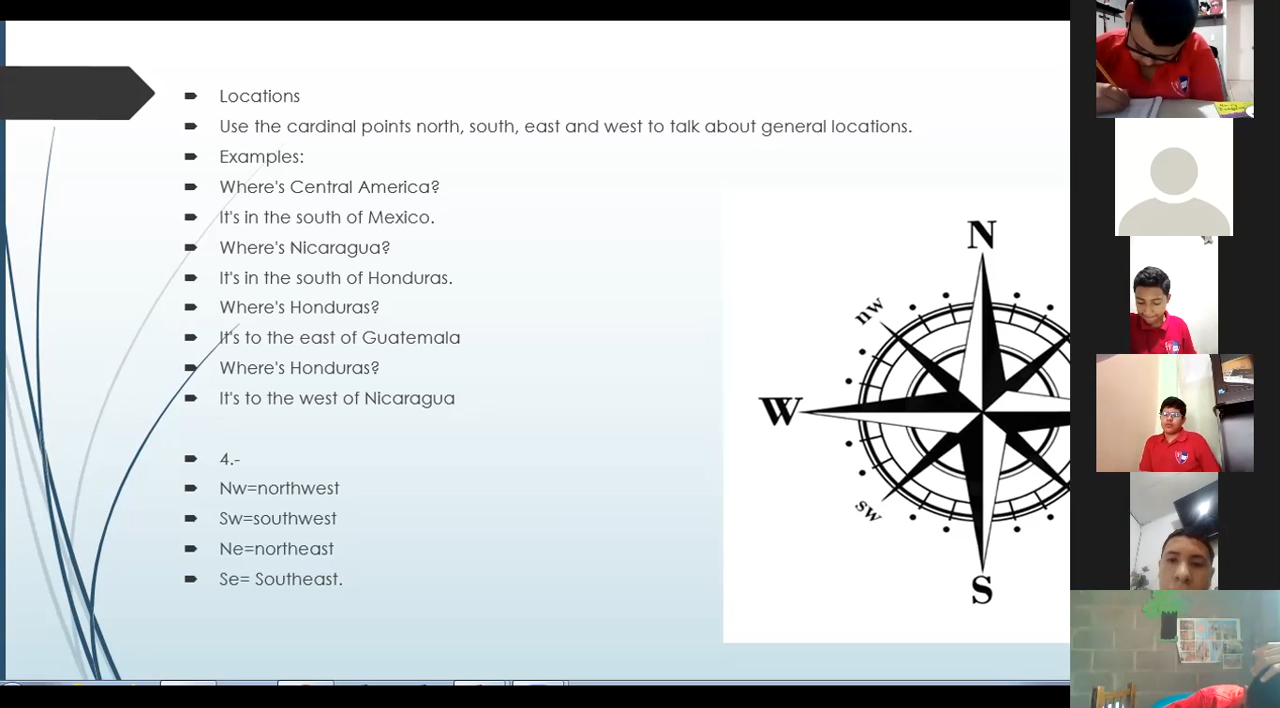 Locations
Use the cardinal points north, south, east and west to talk about general locations.
Examples:
Where's Central America?
It's in the south of Mexico.
Where's Nicaragua?
It's in the south of Honduras.
Where's Honduras?
It's to the east of Guatemala
Where's Honduras?
It's to the west of Nicaragua
4.-
Nw=northwest
Sw=southwest
Ne=northeast
Se= Southeast.
N
nw
W
sw
S